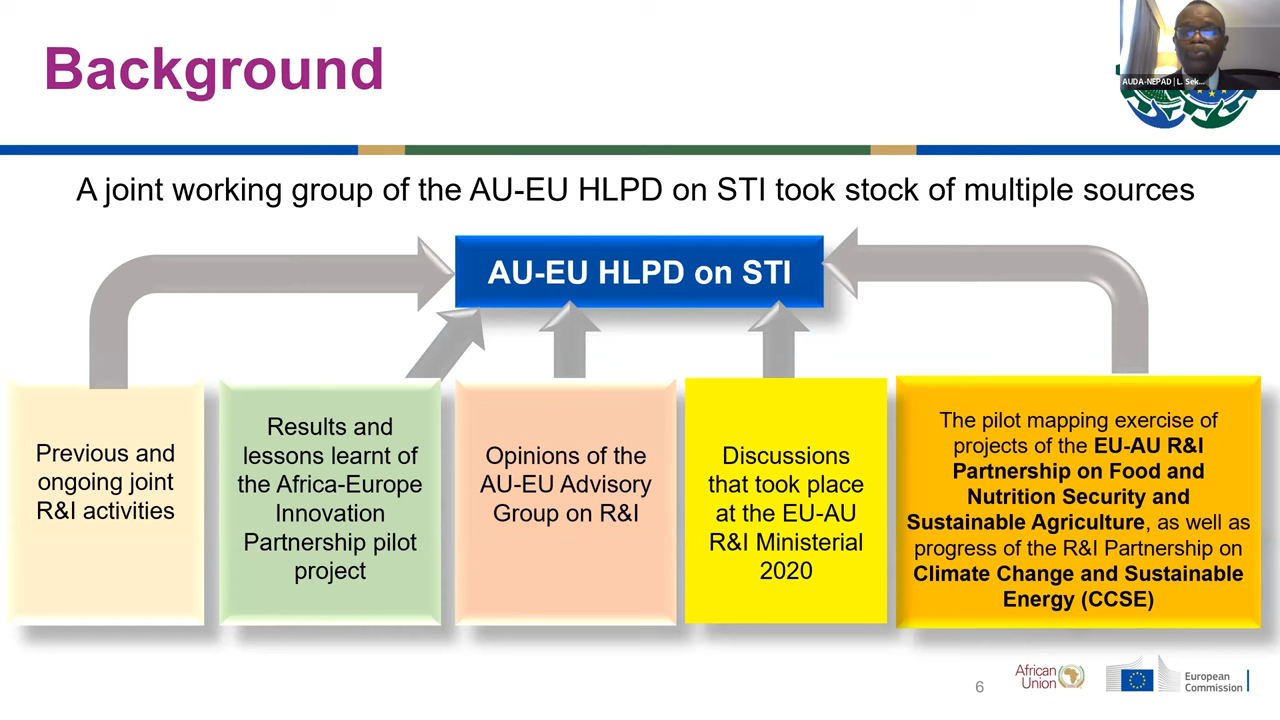 Background
AUDA-NEPAD | L. Sek...
A joint working group of the AU-EU HLPD on STI took stock of multiple sources
AU-EU HLPD on STI
Previous and
ongoing joint
R&I activities
Results and
lessons learnt of
the Africa-Europe
Innovation
Partnership pilot
project
Opinions of the
AU-EU Advisory
Group on R&I
Discussions
that took place
at the EU-AU
R&I Ministerial
2020
The pilot mapping exercise of
projects of the EU-AU R&I
Partnership on Food and
Nutrition Security and
Sustainable Agriculture, as well as
progress of the R&I Partnership on
Climate Change and Sustainable
Energy (CCSE)
6
African
Union
European
Commission